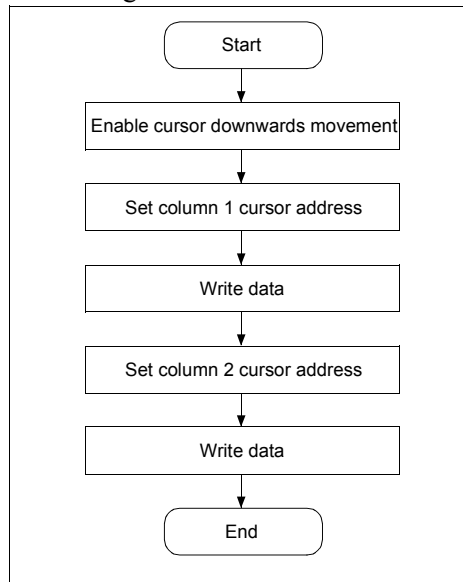 Start
Enable cursor downwards movement
Set column 1 cursor address
Write data
Set column 2 cursor address
Write data
End